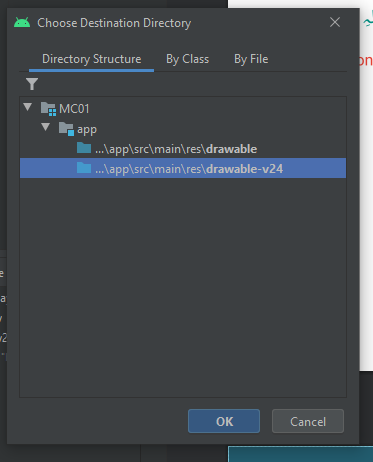 Choose Destination Directory
Directory Structure
By Class
By File
MC01
app
...\app\src\main\res\drawable
...\app\src\main\res\drawable-v24
OK
Cancel